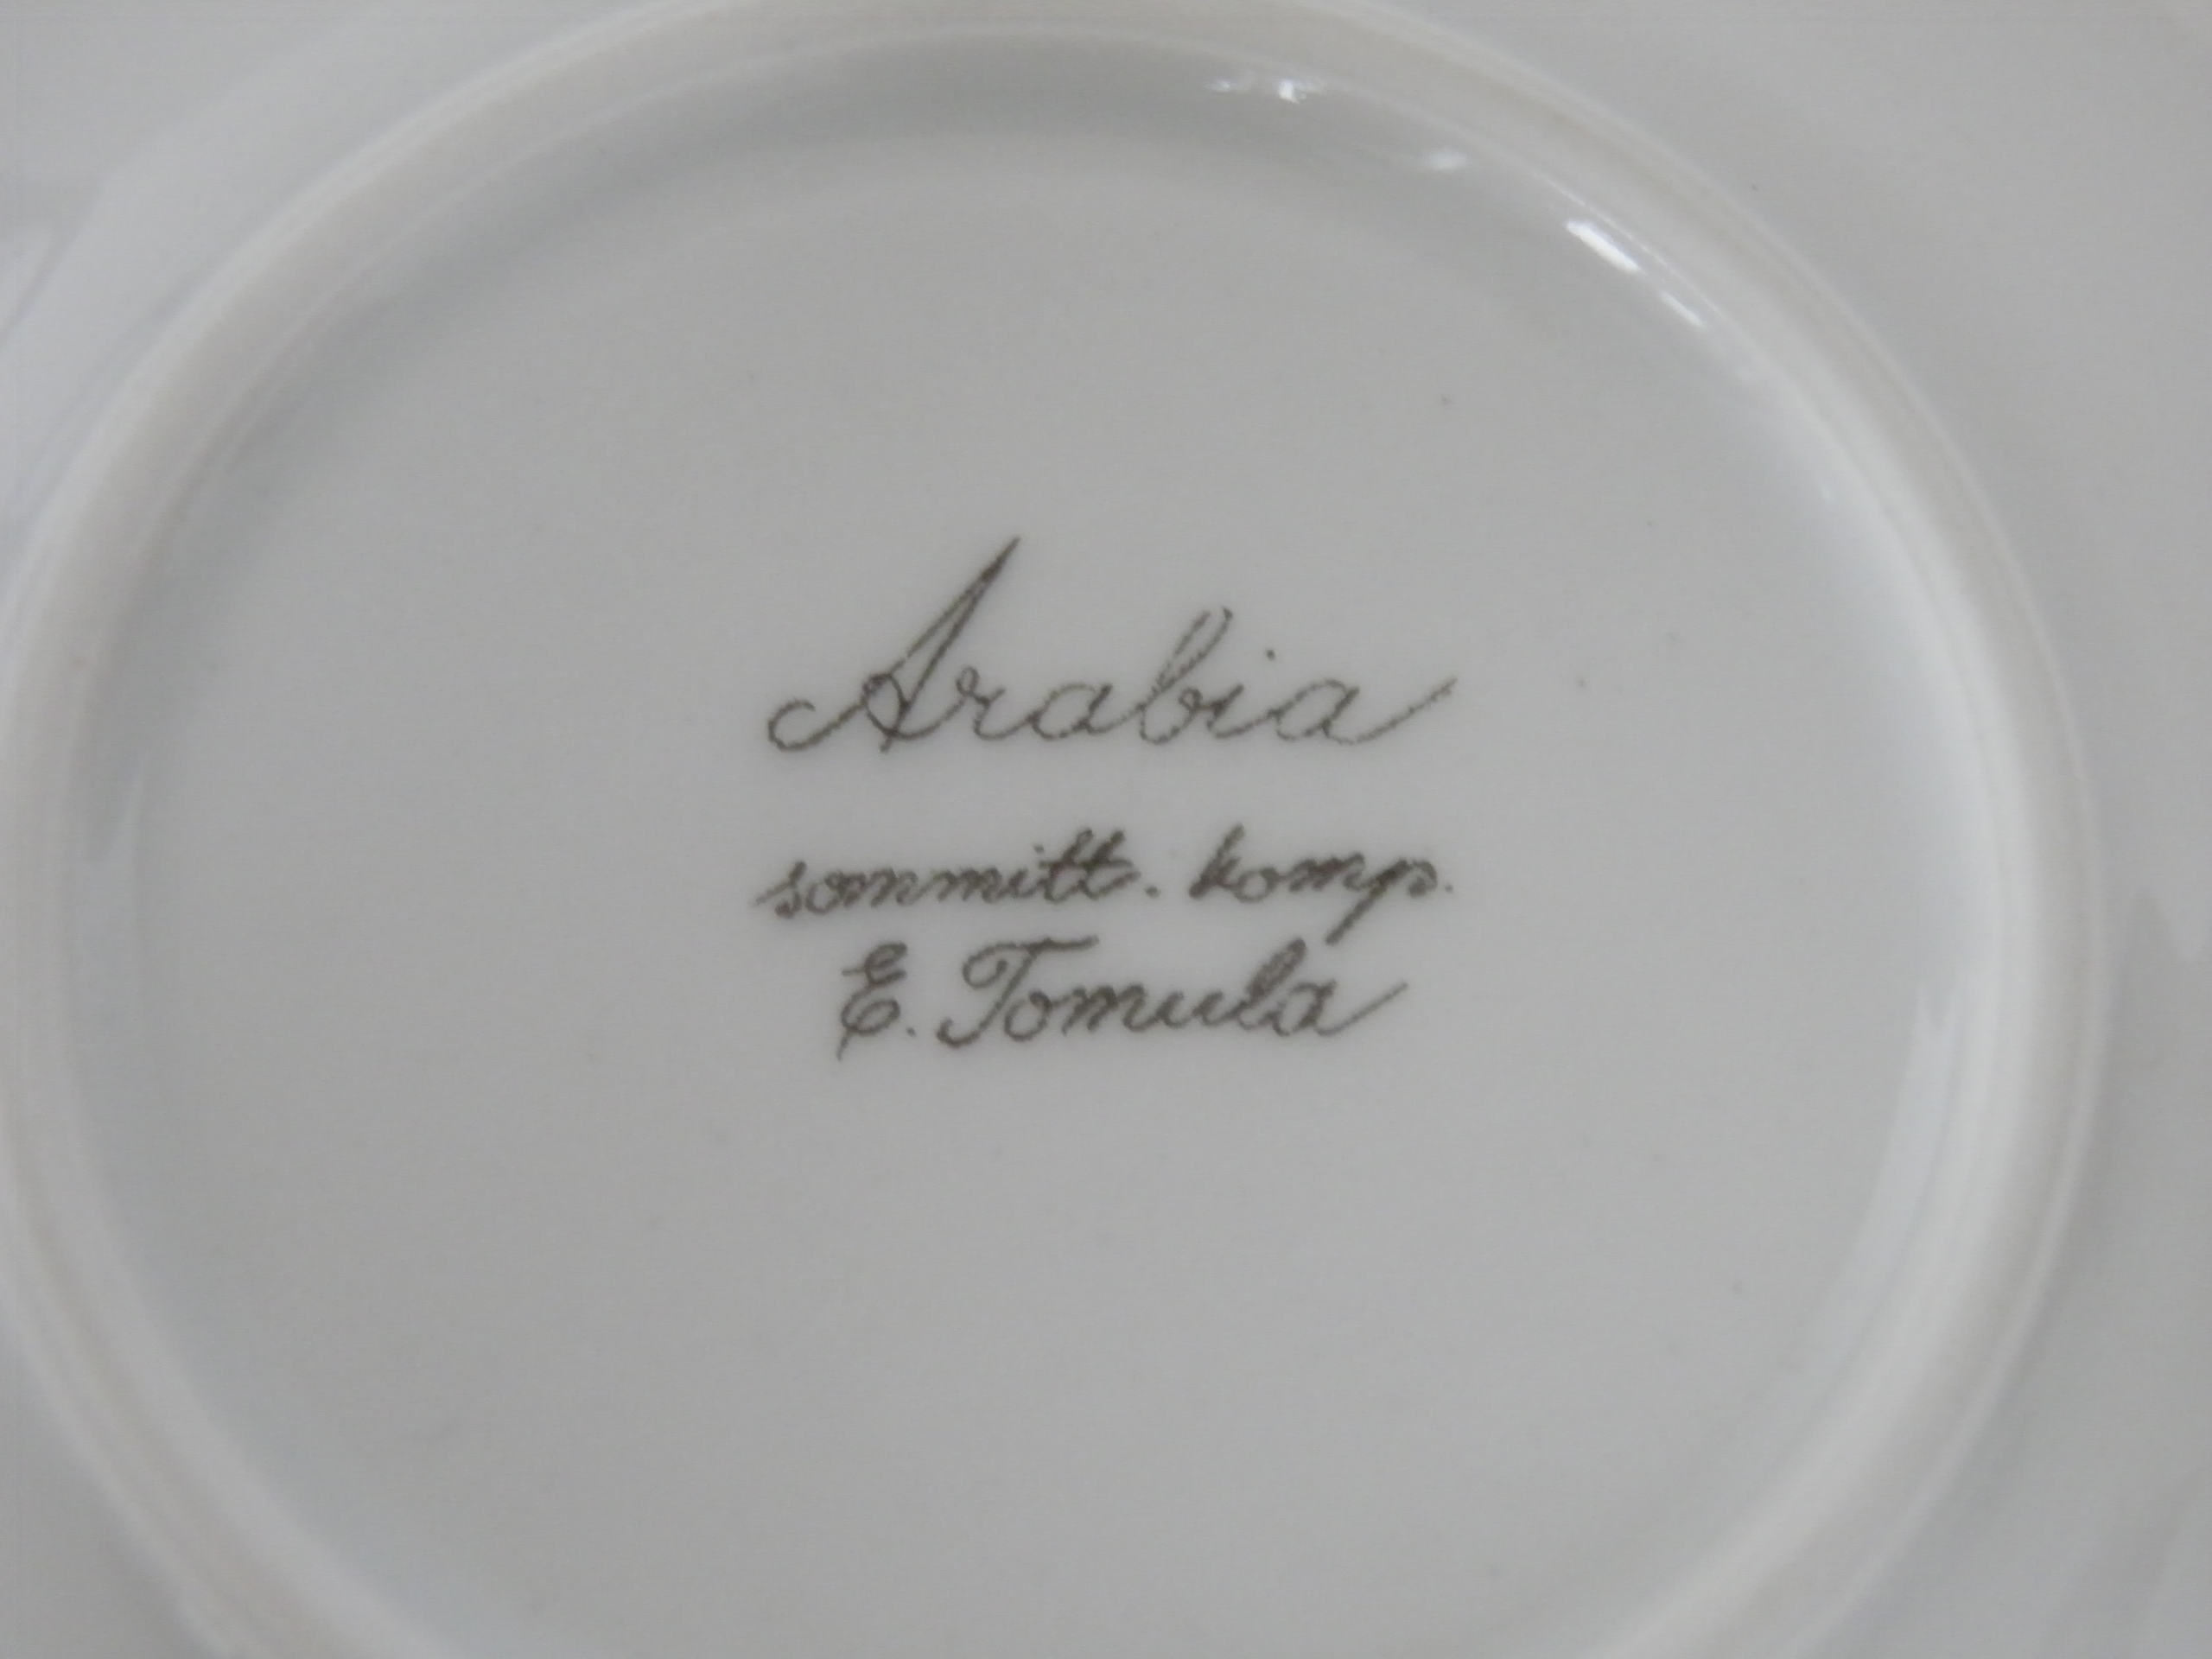 Arabia
sommitt. komp.
E. Tomula